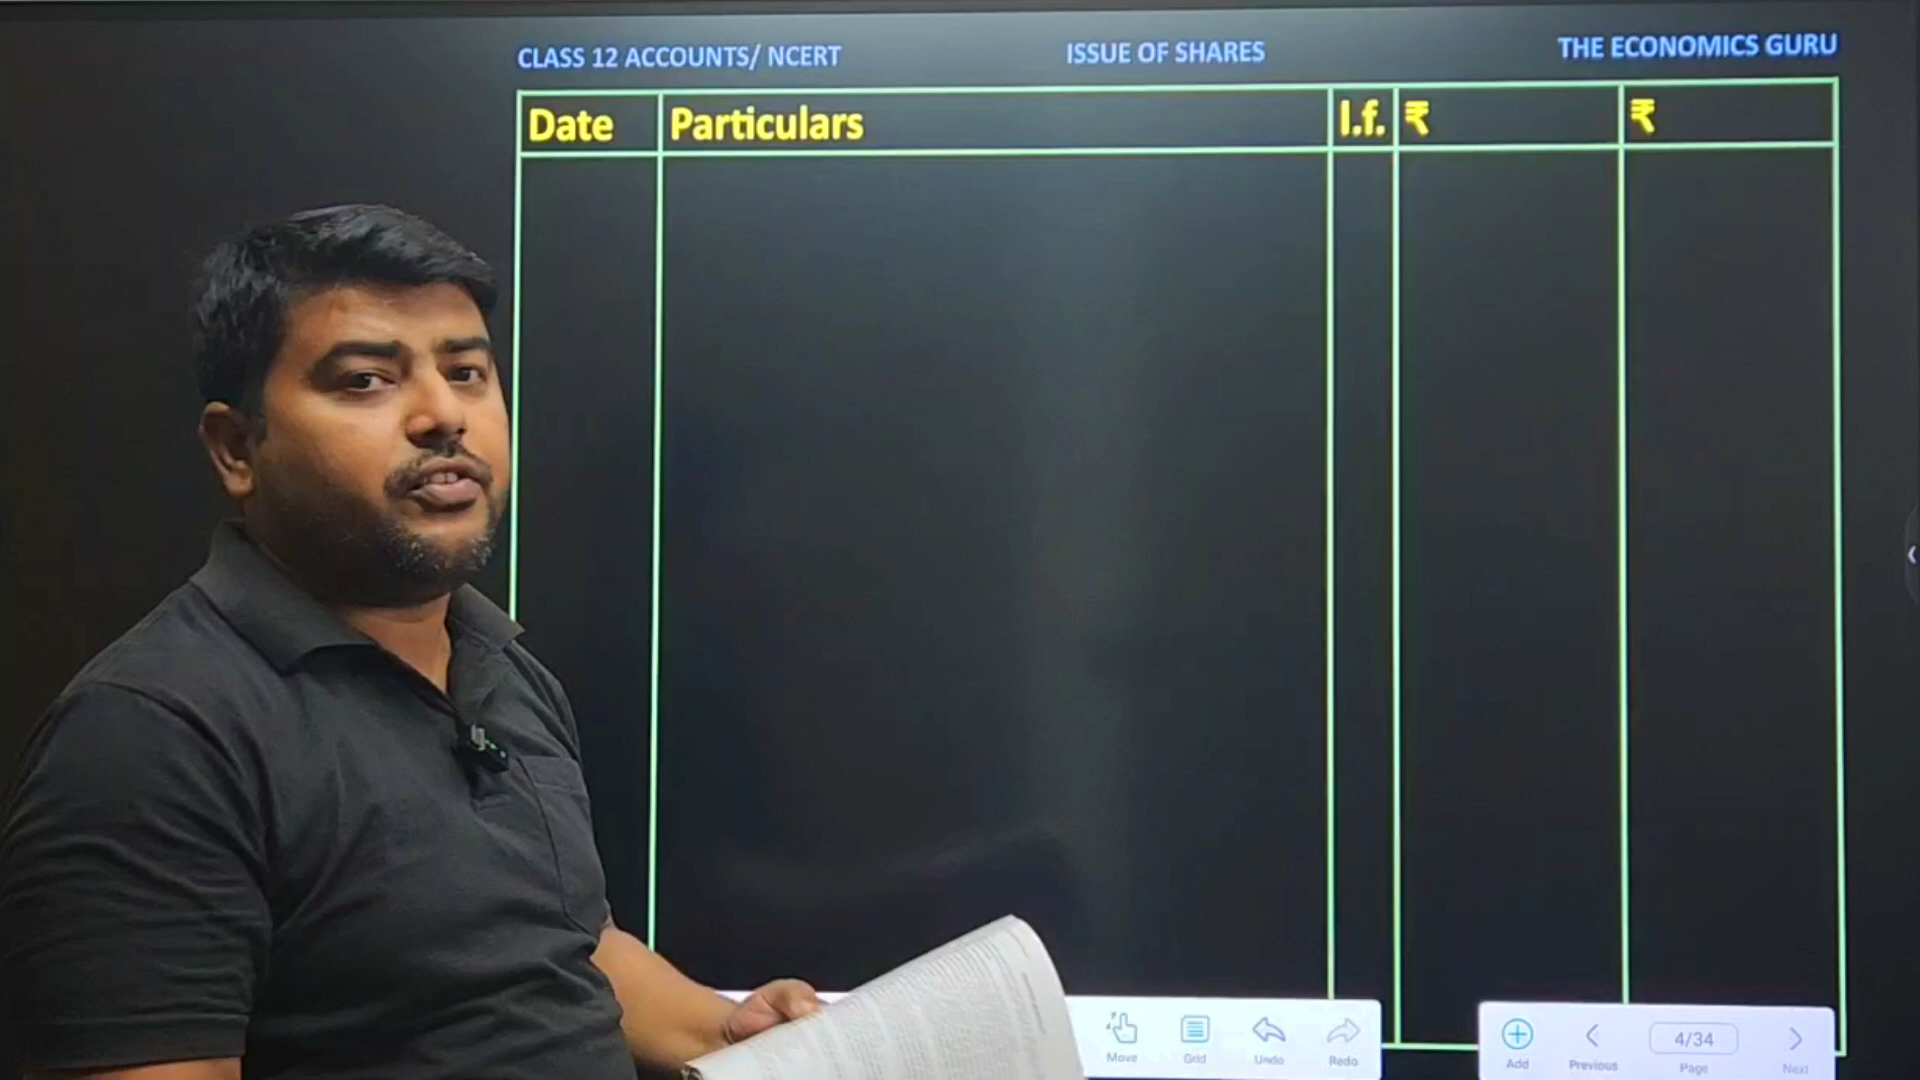 CLASS 12 ACCOUNTS/ NCERT ISSUE OF SHARES THE ECONOMICS GURU
Date Particulars l.f. ₹ ₹
Move Grid Undo Redo
Add Previous 4/34 Page Next